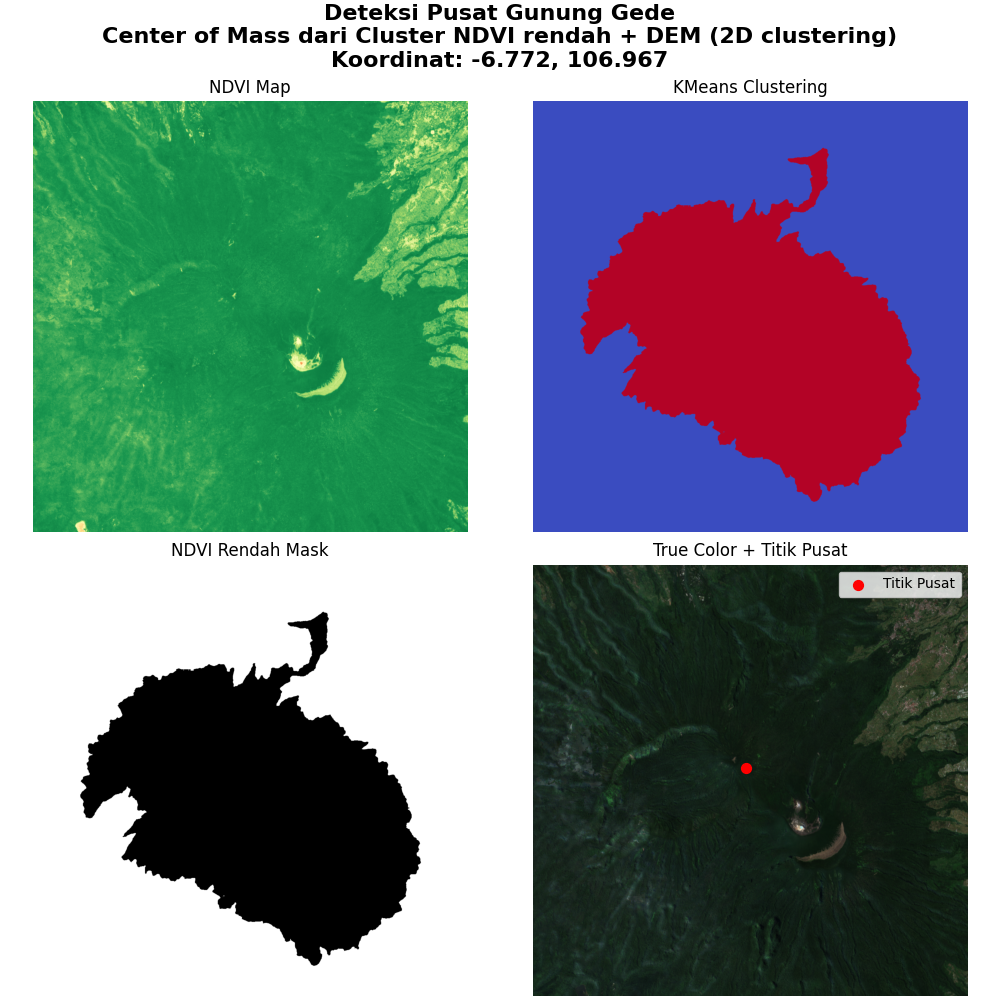 Deteksi Pusat Gunung Gede
Center of Mass dari Cluster NDVI rendah + DEM (2D clustering)
Koordinat: -6.772, 106.967
NDVI Map
KMeans Clustering
NDVI Rendah Mask
True Color + Titik Pusat
Titik Pusat